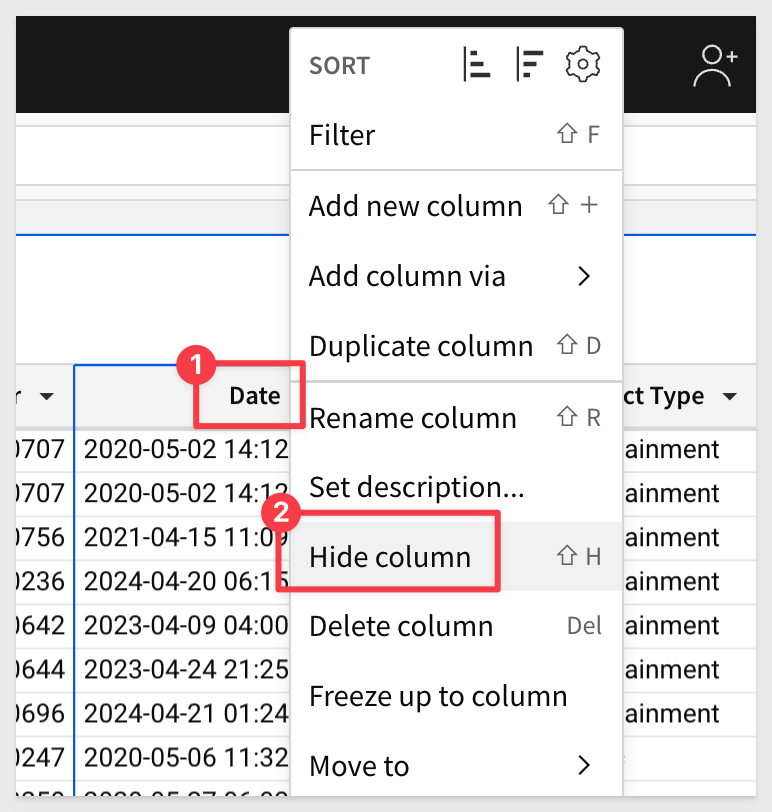 SORT
Filter ⇧ F
Add new column ⇧ +
Add column via >
Duplicate column ⇧ D
1
r Date ct Type
Rename column ⇧ R
0707 2020-05-02 14:12 ainment
Set description...
0707 2020-05-02 14:12 ainment
2
0756 2021-04-15 11:09 ainment
Hide column ⇧ H
0236 2024-04-20 06:15 ainment
0642 2023-04-09 04:00 ainment
Delete column Del
0644 2023-04-24 21:25 ainment
Freeze up to column
0696 2024-04-21 01:24 ainment
0247 2020-05-06 11:32
Move to >